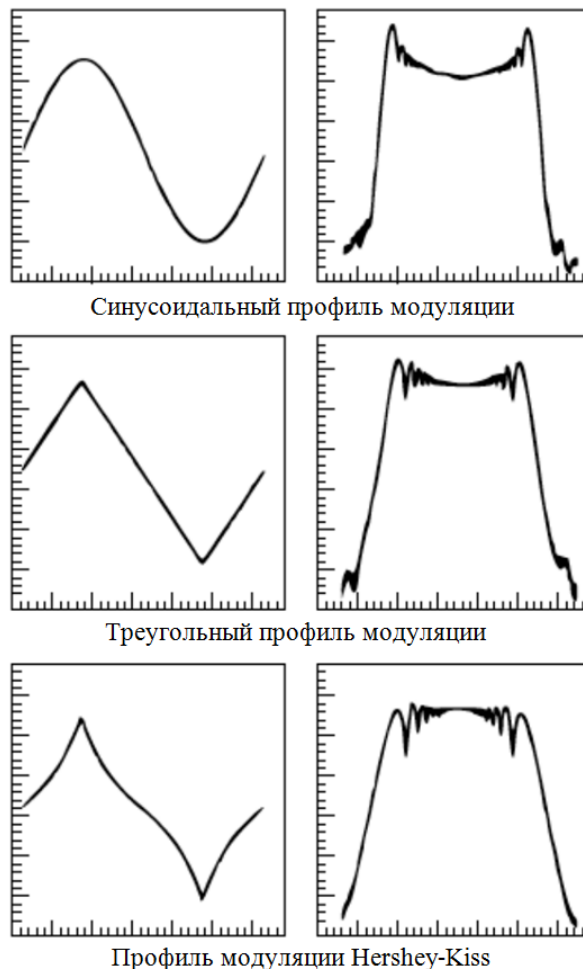 Синусоидальный профиль модуляции
Треугольный профиль модуляции
Профиль модуляции Hershey-Kiss